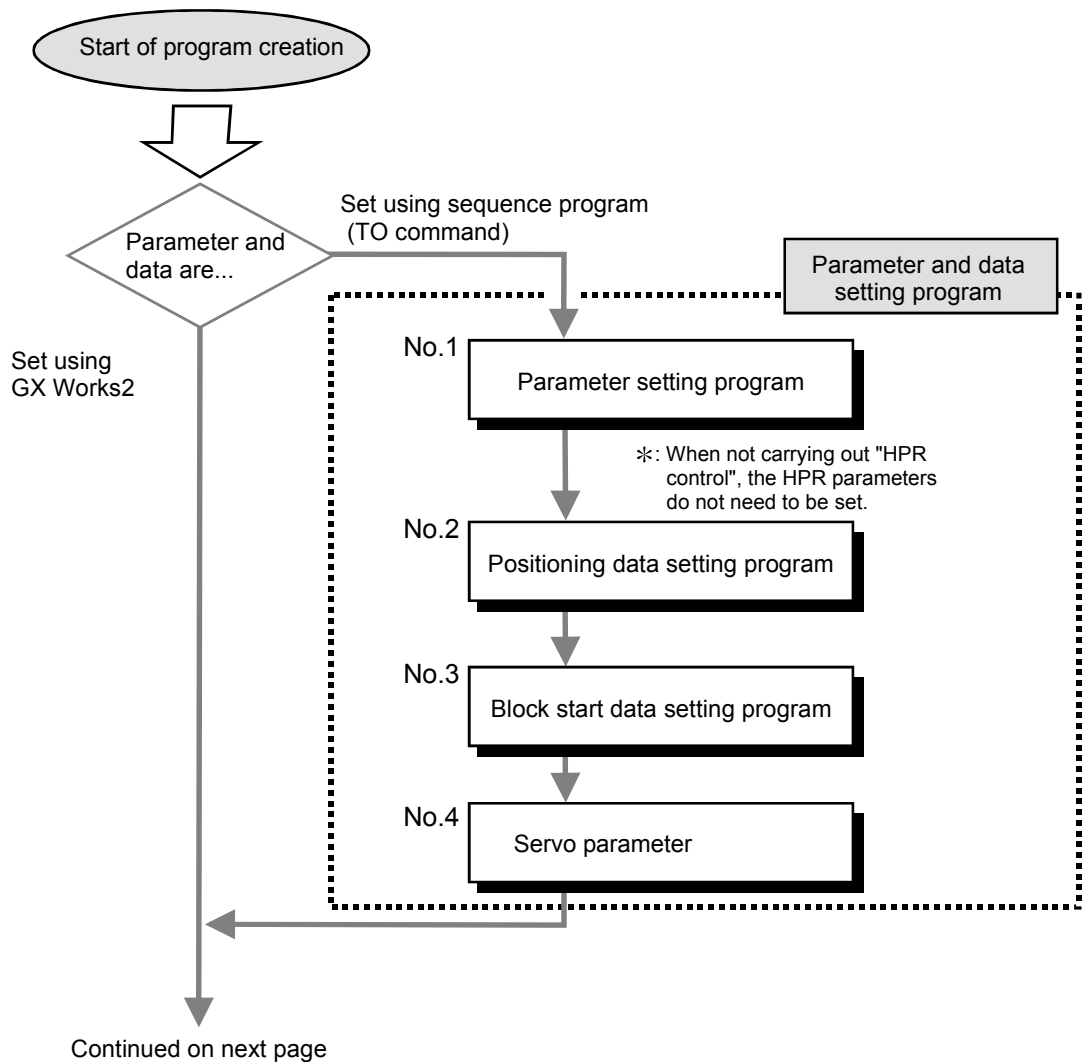 Start of program creation
Parameter and
data are...
Set using sequence program
(TO command)
Parameter and data
setting program
Set using
GX Works2
No.1
Parameter setting program
＊: When not carrying out "HPR
control", the HPR parameters
do not need to be set.
No.2
Positioning data setting program
No.3
Block start data setting program
No.4
Servo parameter
Continued on next page